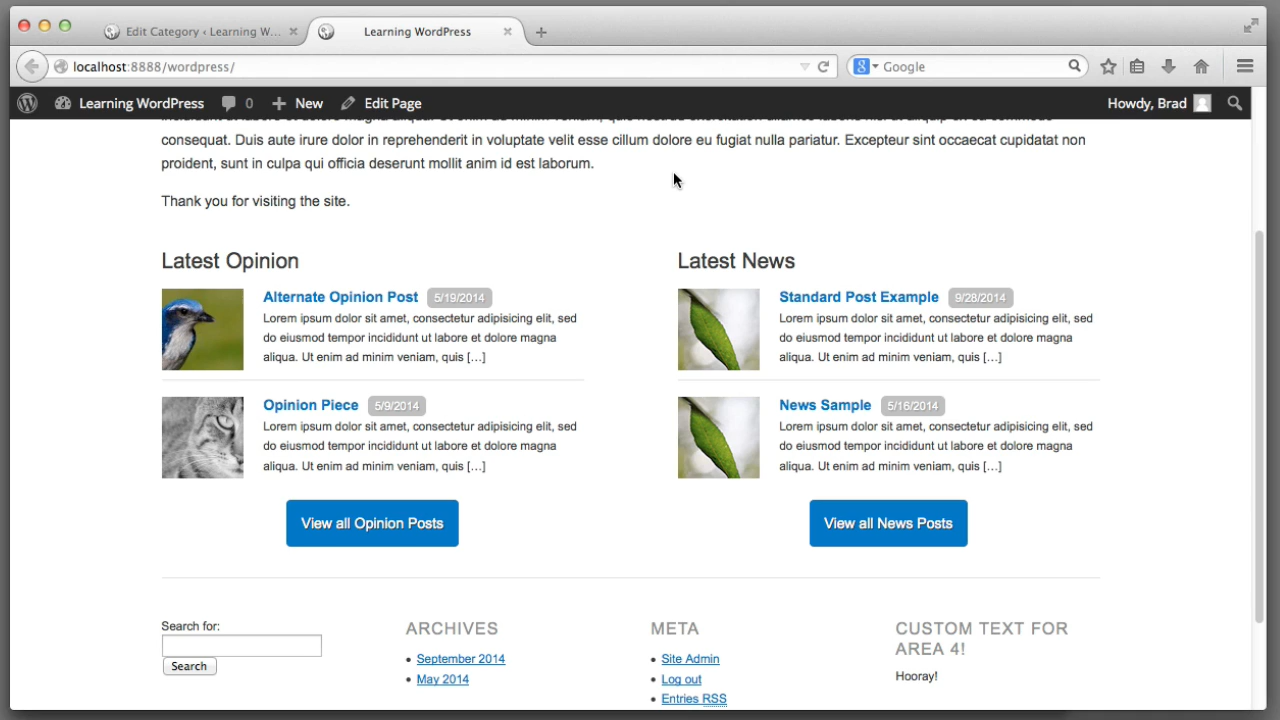 Edit Category ‹ Learning W...
Learning WordPress
localhost:8888/wordpress/
Google
Learning WordPress
0
New
Edit Page
Howdy, Brad
consequat. Duis aute irure dolor in reprehenderit in voluptate velit esse cillum dolore eu fugiat nulla pariatur. Excepteur sint occaecat cupidatat non
proident, sunt in culpa qui officia deserunt mollit anim id est laborum.
Thank you for visiting the site.
Latest Opinion
Alternate Opinion Post 5/19/2014
Lorem ipsum dolor sit amet, consectetur adipisicing elit, sed
do eiusmod tempor incididunt ut labore et dolore magna
aliqua. Ut enim ad minim veniam, quis [...]
Opinion Piece 5/9/2014
Lorem ipsum dolor sit amet, consectetur adipisicing elit, sed
do eiusmod tempor incididunt ut labore et dolore magna
aliqua. Ut enim ad minim veniam, quis [...]
View all Opinion Posts
Latest News
Standard Post Example 9/28/2014
Lorem ipsum dolor sit amet, consectetur adipisicing elit, sed
do eiusmod tempor incididunt ut labore et dolore magna
aliqua. Ut enim ad minim veniam, quis [...]
News Sample 5/16/2014
Lorem ipsum dolor sit amet, consectetur adipisicing elit, sed
do eiusmod tempor incididunt ut labore et dolore magna
aliqua. Ut enim ad minim veniam, quis [...]
View all News Posts
Search for:
Search
ARCHIVES
September 2014
May 2014
META
Site Admin
Log out
Entries RSS
CUSTOM TEXT FOR
AREA 4!
Hooray!